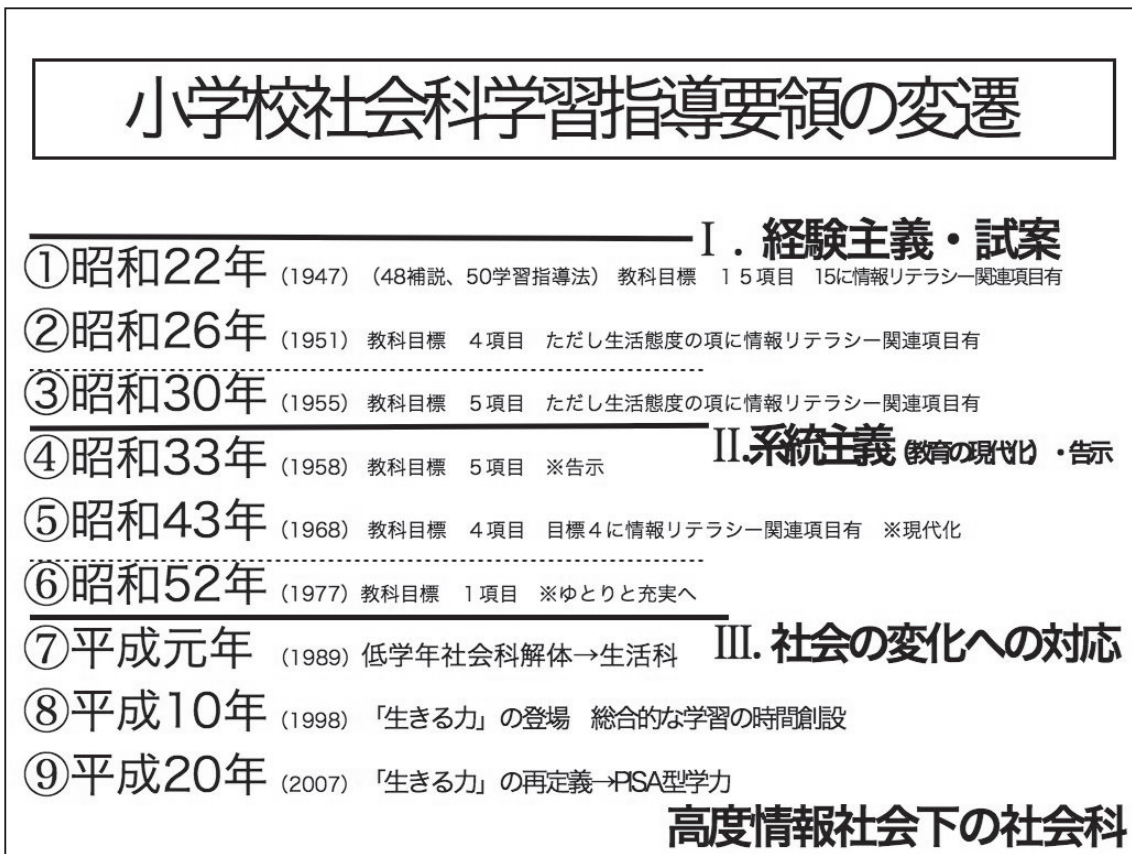 小学校社会科学習指導要領の変遷
Ⅰ．経験主義・試案
①昭和22年（1947）（48補説、50学習指導法） 教科目標　１５項目　15に情報リテラシー関連項目有
②昭和26年（1951） 教科目標　４項目　ただし生活態度の項に情報リテラシー関連項目有
③昭和30年（1955） 教科目標　５項目　ただし生活態度の項に情報リテラシー関連項目有
Ⅱ.系統主義（教育の現代化）・告示
④昭和33年（1958） 教科目標　５項目　※告示
⑤昭和43年（1968） 教科目標　４項目　目標４に情報リテラシー関連項目有　※現代化
⑥昭和52年（1977）教科目標　１項目　※ゆとりと充実へ
Ⅲ. 社会の変化への対応
⑦平成元年（1989）低学年社会科解体→生活科
⑧平成10年（1998）「生きる力」の登場　総合的な学習の時間創設
⑨平成20年（2007）「生きる力」の再定義→PISA型学力
高度情報社会下の社会科